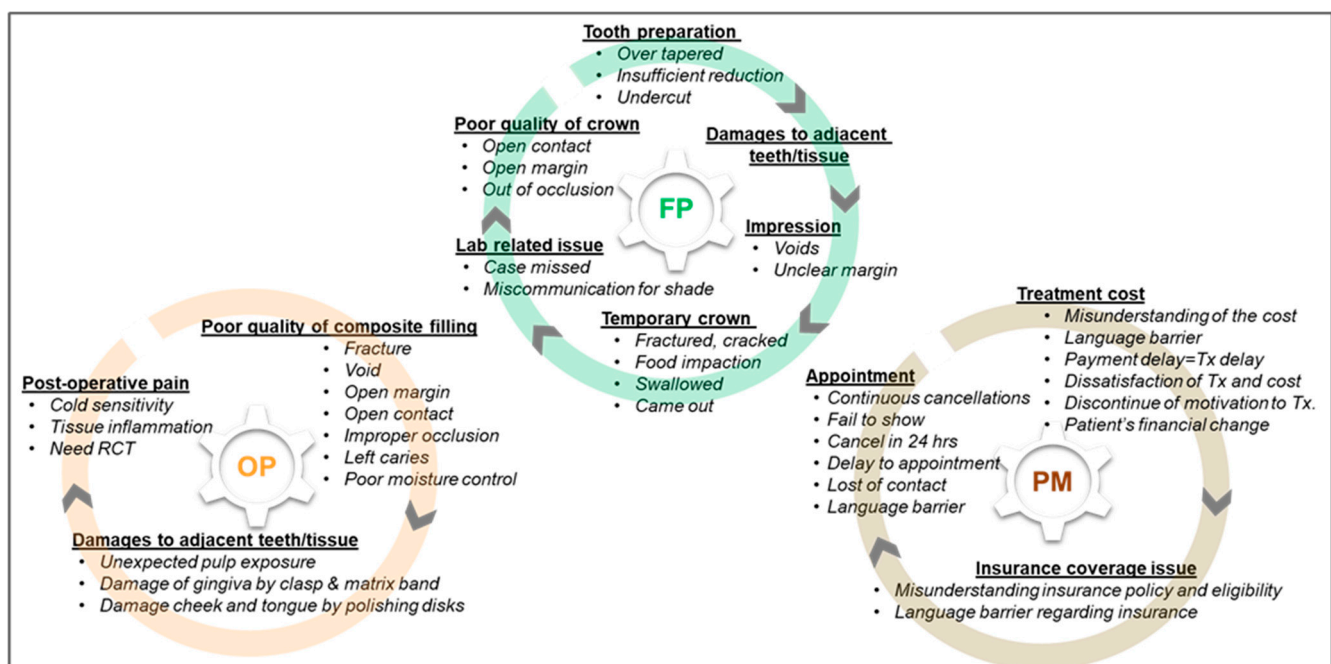 Tooth preparation
• Over tapered
• Insufficient reduction
• Undercut
Damages to adjacent
teeth/tissue
Impression
• Voids
• Unclear margin
Temporary crown
• Fractured, cracked
• Food impaction
• Swallowed
• Came out
Lab related issue
• Case missed
• Miscommunication for shade
Poor quality of crown
• Open contact
• Open margin
• Out of occlusion
FP
Poor quality of composite filling
• Fracture
• Void
• Open margin
• Open contact
• Improper occlusion
• Left caries
• Poor moisture control
Damages to adjacent teeth/tissue
• Unexpected pulp exposure
• Damage of gingiva by clasp & matrix band
• Damage cheek and tongue by polishing disks
Post-operative pain
• Cold sensitivity
• Tissue inflammation
• Need RCT
OP
Treatment cost
• Misunderstanding of the cost
• Language barrier
• Payment delay=Tx delay
• Dissatisfaction of Tx and cost
• Discontinue of motivation to Tx.
• Patient's financial change
Insurance coverage issue
• Misunderstanding insurance policy and eligibility
• Language barrier regarding insurance
Appointment
• Continuous cancellations
• Fail to show
• Cancel in 24 hrs
• Delay to appointment
• Lost of contact
• Language barrier
PM